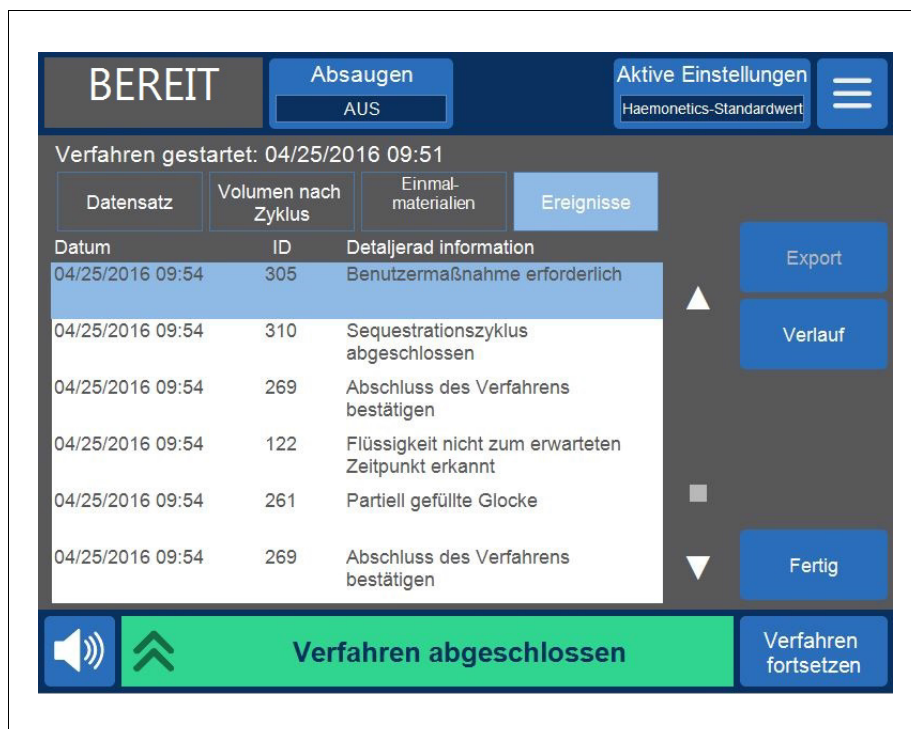 BEREIT
Absaugen
AUS
Aktive Einstellungen
Haemonetics-Standardwert
Verfahren gestartet: 04/25/2016 09:51
Datensatz
Volumen nach
Zyklus
Einmal-
materialien
Ereignisse
Datum ID Detaljerad information
04/25/2016 09:54 305 Benutzermaßnahme erforderlich
04/25/2016 09:54 310 Sequestrationszyklus
abgeschlossen
04/25/2016 09:54 269 Abschluss des Verfahrens
bestätigen
04/25/2016 09:54 122 Flüssigkeit nicht zum erwarteten
Zeitpunkt erkannt
04/25/2016 09:54 261 Partiell gefüllte Glocke
04/25/2016 09:54 269 Abschluss des Verfahrens
bestätigen
Export
Verlauf
Fertig
Verfahren abgeschlossen
Verfahren
fortsetzen